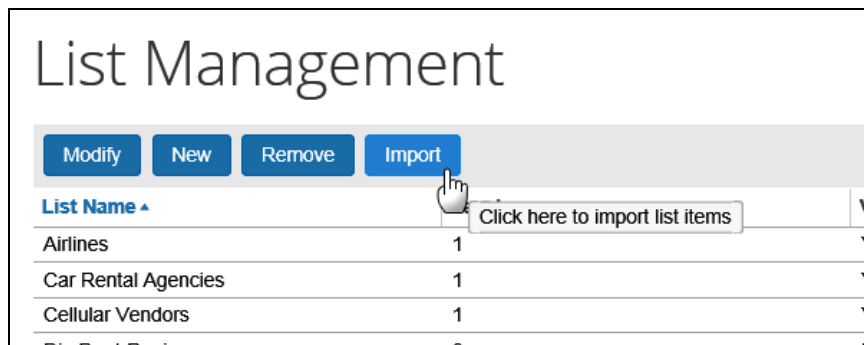 List Management
Modify New Remove Import
List Name
Click here to import list items
Airlines 1
Car Rental Agencies 1
Cellular Vendors 1